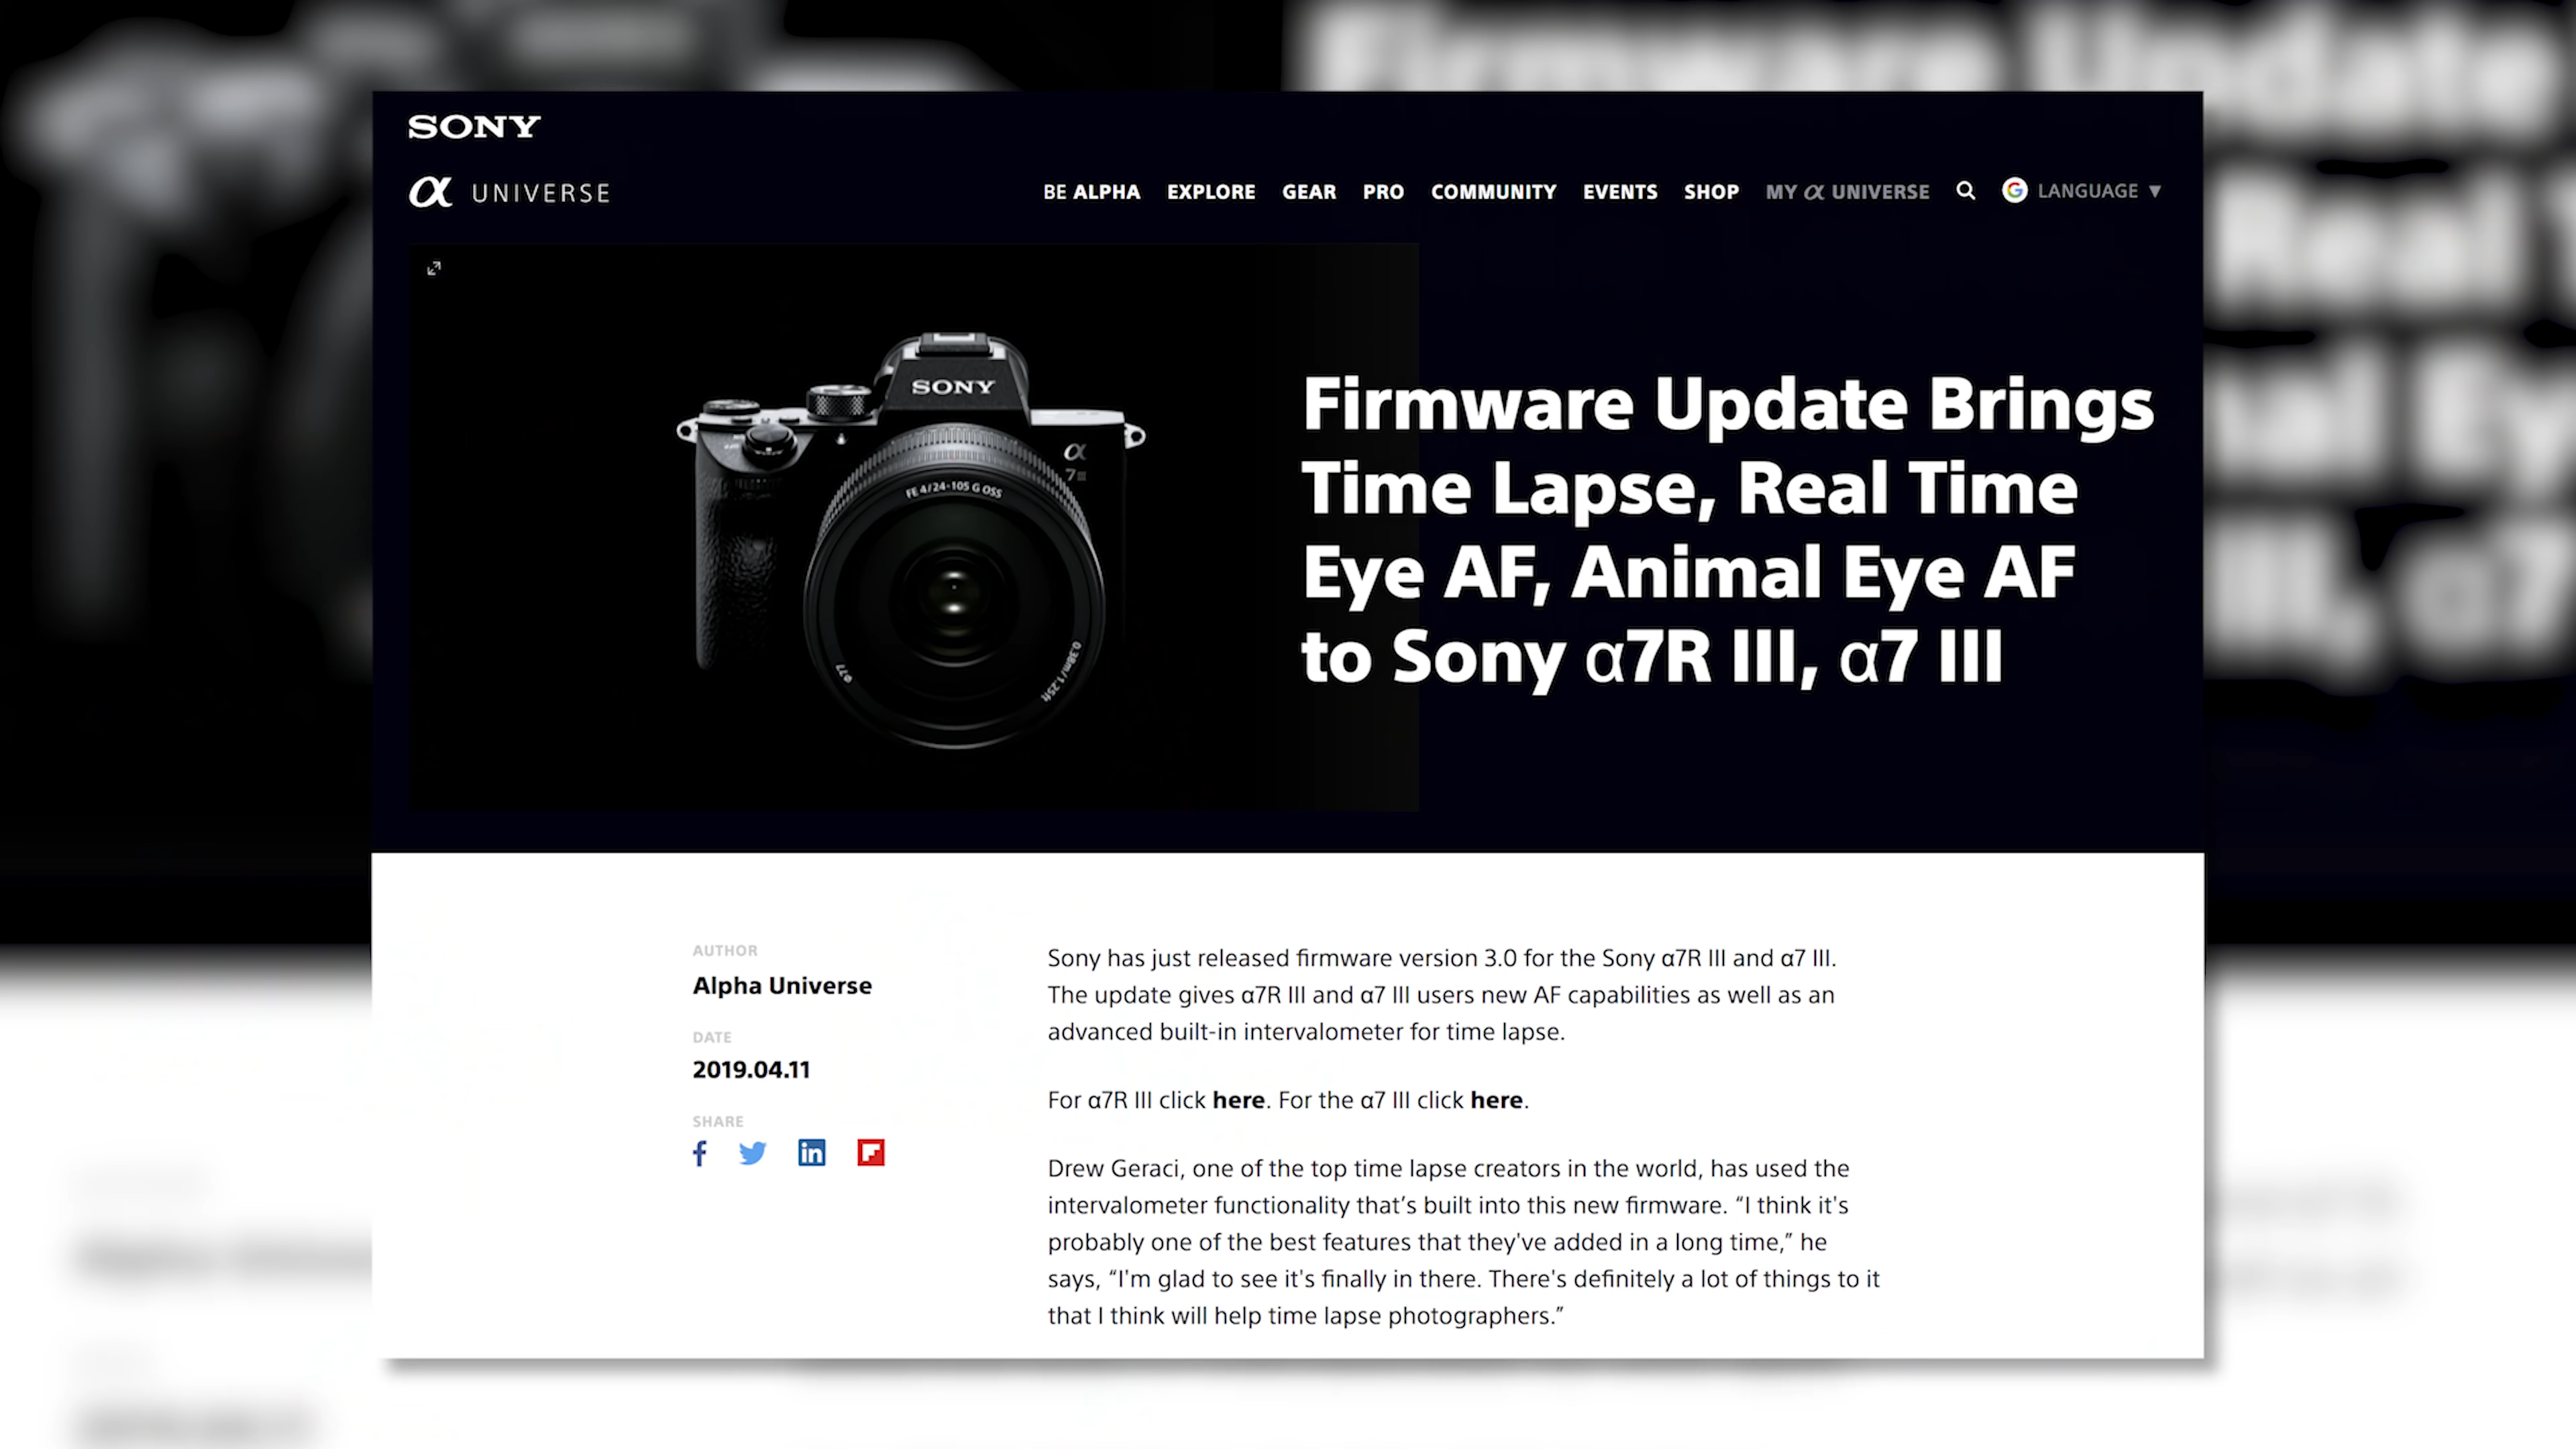 SONY
α UNIVERSE
BE ALPHA EXPLORE GEAR PRO COMMUNITY EVENTS SHOP MY α UNIVERSE G LANGUAGE ▼
SONY
α
7III
FE 4/24-105 G OSS
ø77
0.38m/1.25ft
Firmware Update Brings
Time Lapse, Real Time
Eye AF, Animal Eye AF
to Sony α7R III, α7 III
AUTHOR
Alpha Universe
DATE
2019.04.11
SHARE
Sony has just released firmware version 3.0 for the Sony α7R III and α7 III.
The update gives α7R III and α7 III users new AF capabilities as well as an
advanced built-in intervalometer for time lapse.
For α7R III click here. For the α7 III click here.
Drew Geraci, one of the top time lapse creators in the world, has used the
intervalometer functionality that’s built into this new firmware. “I think it's
probably one of the best features that they've added in a long time,” he
says, “I'm glad to see it's finally in there. There's definitely a lot of things to it
that I think will help time lapse photographers.”